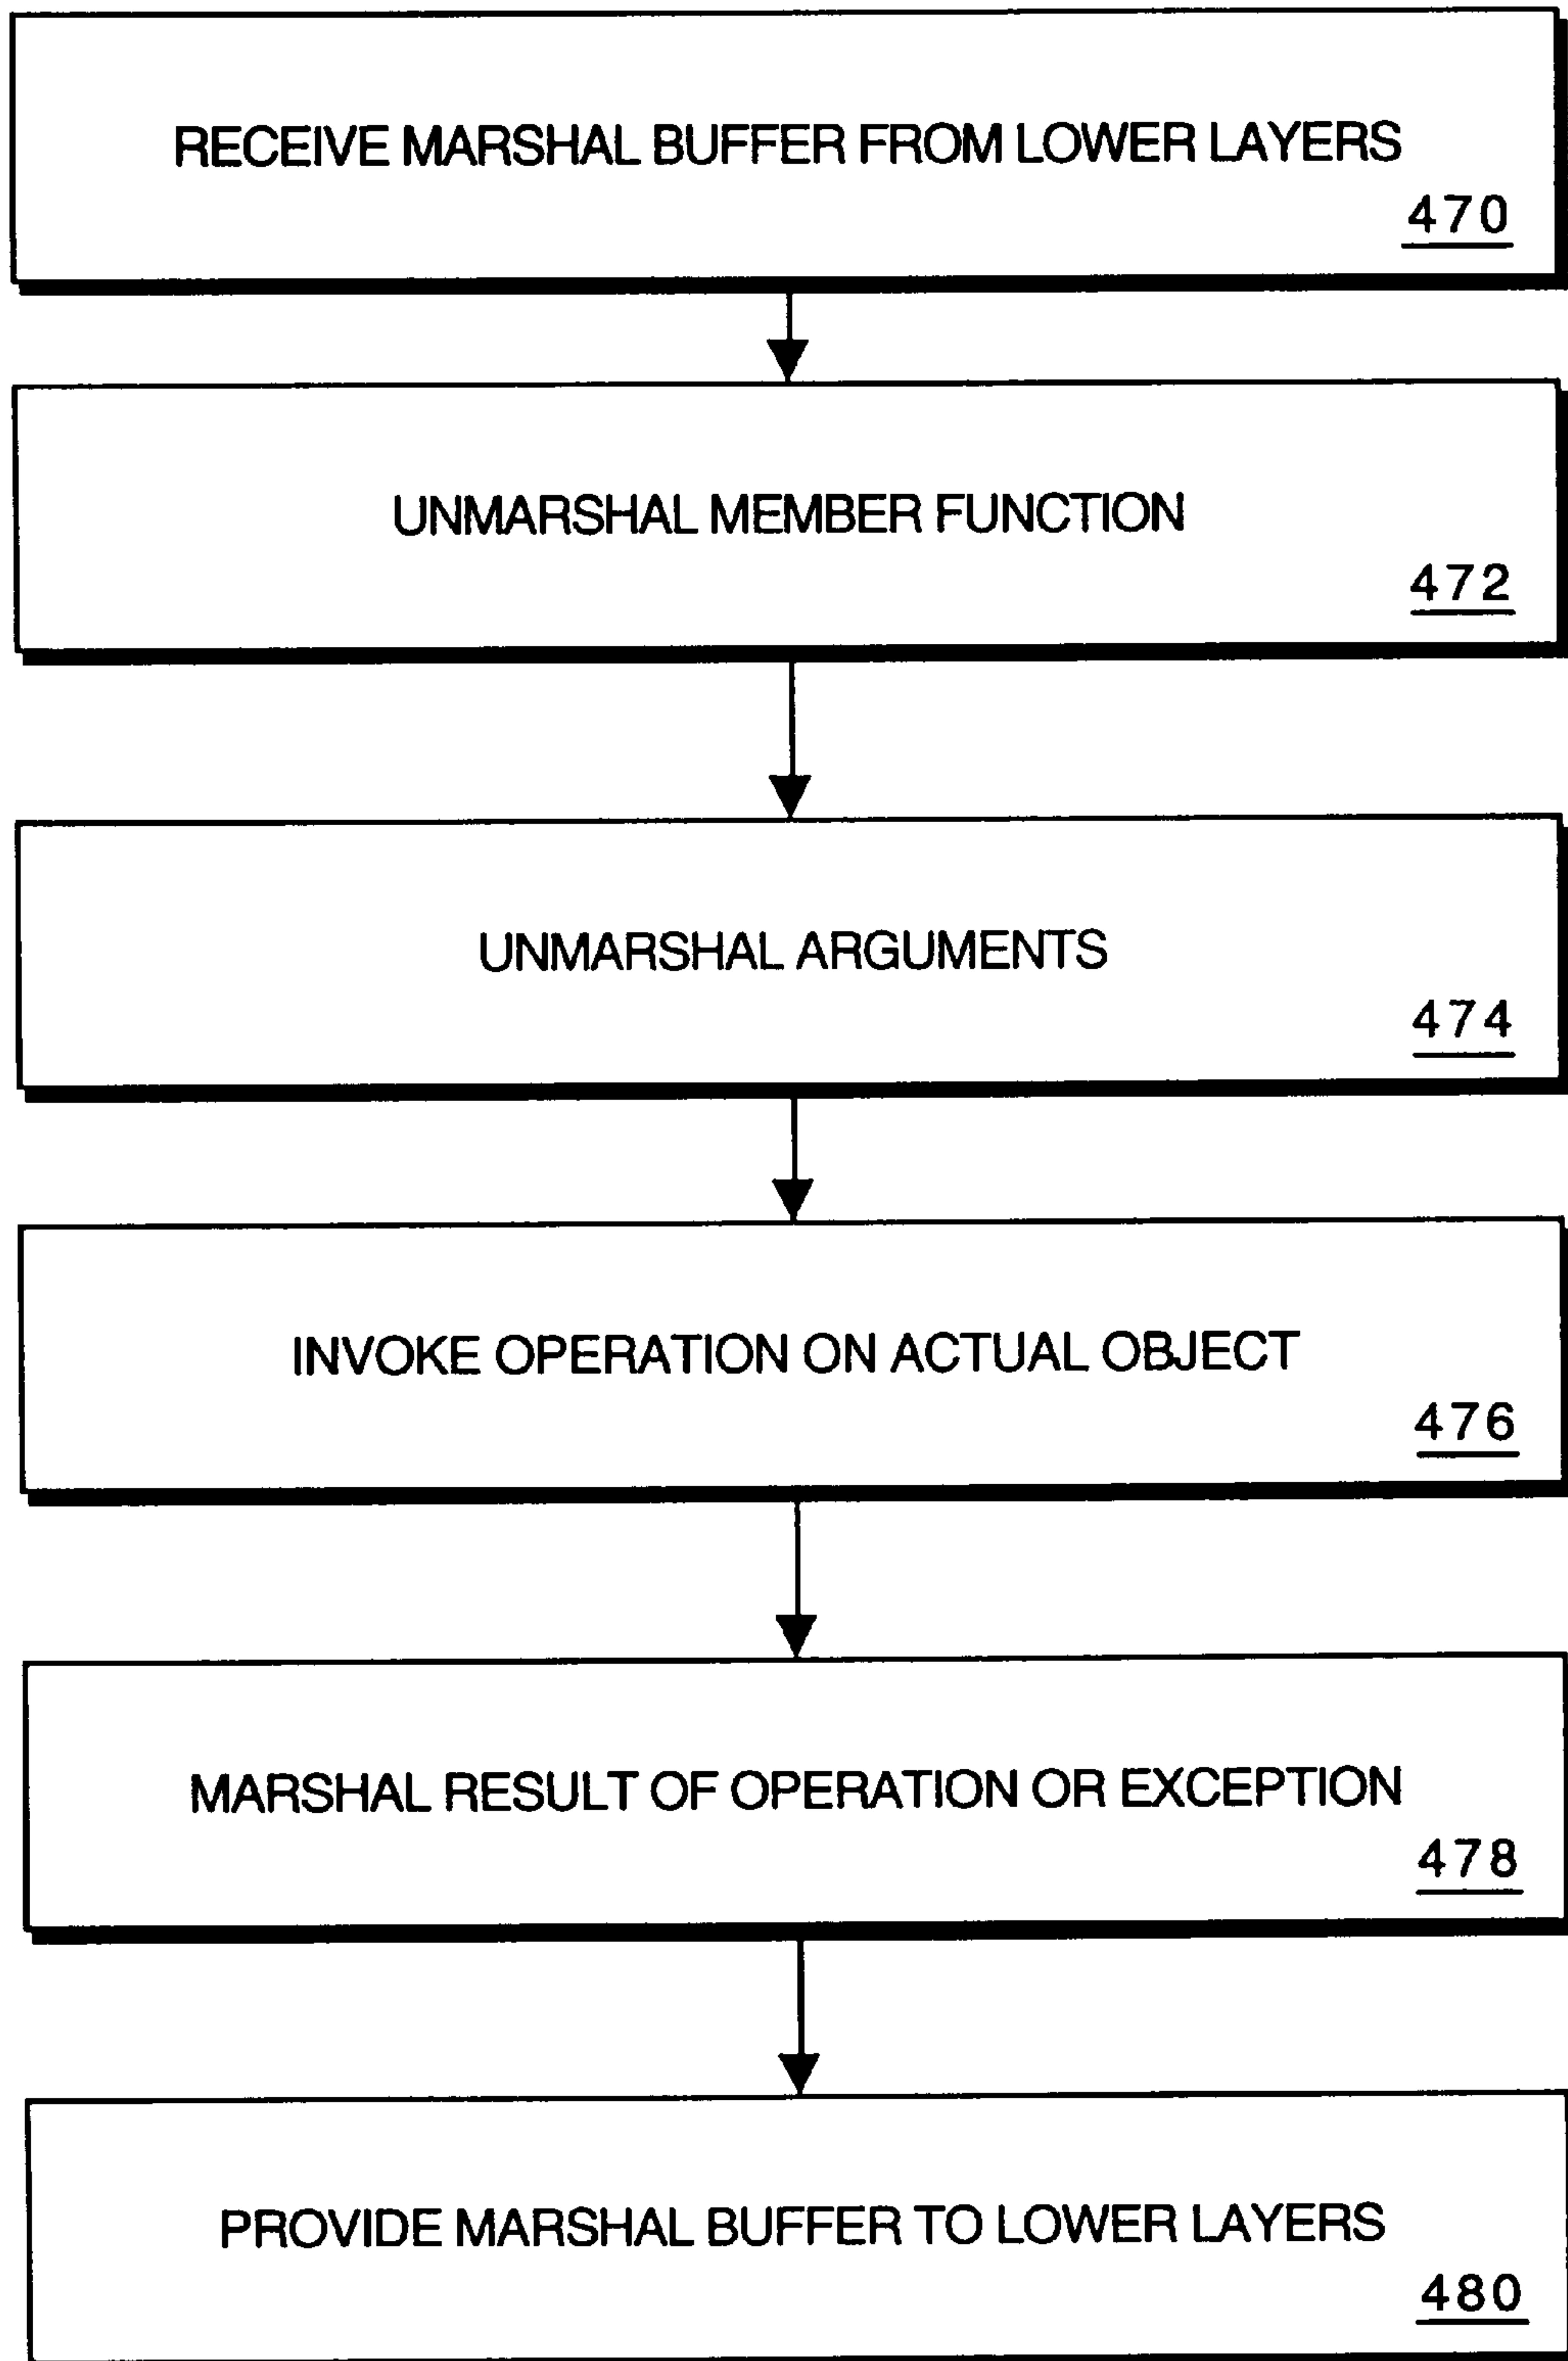 RECEIVE MARSHAL BUFFER FROM LOWER LAYERS
470
UNMARSHAL MEMBER FUNCTION
472
UNMARSHAL ARGUMENTS
474
INVOKE OPERATION ON ACTUAL OBJECT
476
MARSHAL RESULT OF OPERATION OR EXCEPTION
478
PROVIDE MARSHAL BUFFER TO LOWER LAYERS
480